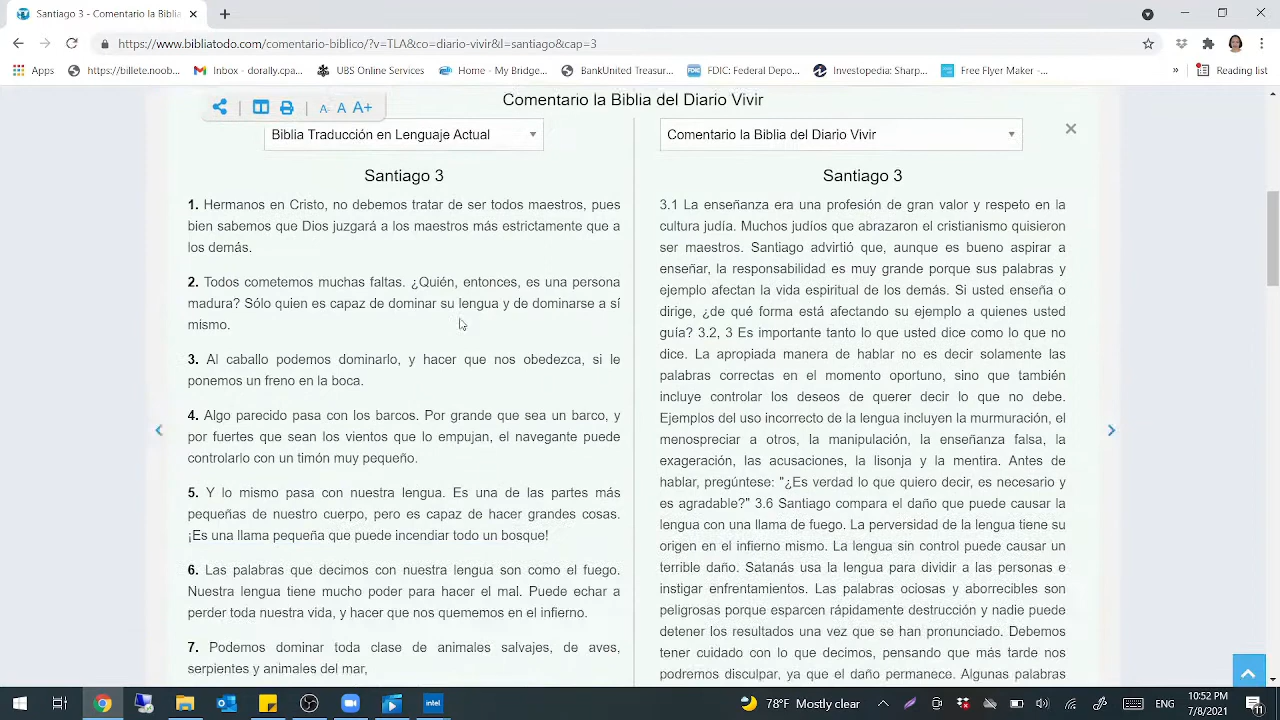 Santiago 3 - Comentario la Bibl
https://www.bibliatodo.com/comentario-biblico/?v=TLA&co=diario-vivir&l=santiago&cap=3
Apps https://billete.noob... Inbox - dorally.cpa... UBS Online Services Home - My Bridge... BankUnited Treasur... FDIC: Federal Depo... Investopedia: Sharp... Free Flyer Maker -... » Reading list
A- A A+
Comentario la Biblia del Diario Vivir
Biblia Traducción en Lenguaje Actual
Santiago 3
1. Hermanos en Cristo, no debemos tratar de ser todos maestros, pues
bien sabemos que Dios juzgará a los maestros más estrictamente que a
los demás.
2. Todos cometemos muchas faltas. ¿Quién, entonces, es una persona
madura? Sólo quien es capaz de dominar su lengua y de dominarse a sí
mismo.
3. Al caballo podemos dominarlo, y hacer que nos obedezca, si le
ponemos un freno en la boca.
4. Algo parecido pasa con los barcos. Por grande que sea un barco, y
por fuertes que sean los vientos que lo empujan, el navegante puede
controlarlo con un timón muy pequeño.
5. Y lo mismo pasa con nuestra lengua. Es una de las partes más
pequeñas de nuestro cuerpo, pero es capaz de hacer grandes cosas.
¡Es una llama pequeña que puede incendiar todo un bosque!
6. Las palabras que decimos con nuestra lengua son como el fuego.
Nuestra lengua tiene mucho poder para hacer el mal. Puede echar a
perder toda nuestra vida, y hacer que nos quememos en el infierno.
7. Podemos dominar toda clase de animales salvajes, de aves,
serpientes y animales del mar,
Comentario la Biblia del Diario Vivir
Santiago 3
3.1 La enseñanza era una profesión de gran valor y respeto en la
cultura judía. Muchos judíos que abrazaron el cristianismo quisieron
ser maestros. Santiago advirtió que, aunque es bueno aspirar a
enseñar, la responsabilidad es muy grande porque sus palabras y
ejemplo afectan la vida espiritual de los demás. Si usted enseña o
dirige, ¿de qué forma está afectando su ejemplo a quienes usted
guía? 3.2, 3 Es importante tanto lo que usted dice como lo que no
dice. La apropiada manera de hablar no es decir solamente las
palabras correctas en el momento oportuno, sino que también
incluye controlar los deseos de querer decir lo que no debe.
Ejemplos del uso incorrecto de la lengua incluyen la murmuración, el
menospreciar a otros, la manipulación, la enseñanza falsa, la
exageración, las acusaciones, la lisonja y la mentira. Antes de
hablar, pregúntese: "¿Es verdad lo que quiero decir, es necesario y
es agradable?" 3.6 Santiago compara el daño que puede causar la
lengua con una llama de fuego. La perversidad de la lengua tiene su
origen en el infierno mismo. La lengua sin control puede causar un
terrible daño. Satanás usa la lengua para dividir a las personas e
instigar enfrentamientos. Las palabras ociosas y aborrecibles son
peligrosas porque esparcen rápidamente destrucción y nadie puede
detener los resultados una vez que se han pronunciado. Debemos
tener cuidado con lo que decimos, pensando que más tarde nos
podremos disculpar, ya que el daño permanece. Algunas palabras
intel
78°F Mostly clou
10:52 PM
7/8/2021